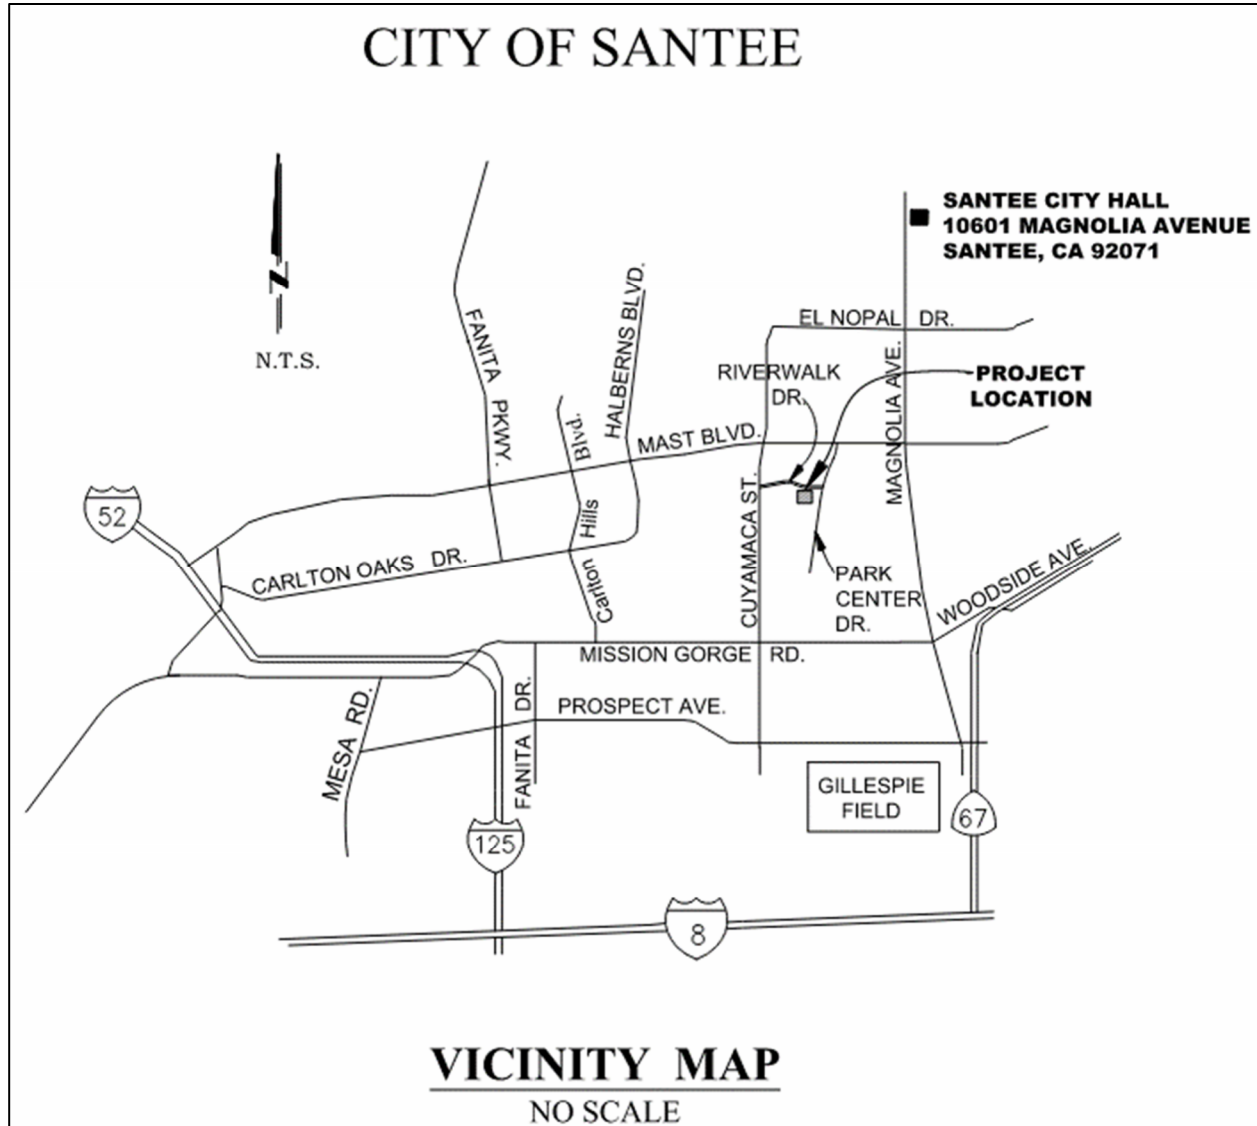 CITY OF SANTEE
SANTEE CITY HALL
10601 MAGNOLIA AVENUE
SANTEE, CA 92071
N
N.T.S.
FANITA PKWY.
HALBERNS BLVD.
EL NOPAL DR.
RIVERWALK
DR.
MAGNOLIA AVE.
PROJECT
LOCATION
Carlton Hills Blvd.
MAST BLVD.
52
CUYAMACA ST.
CARLTON OAKS DR.
PARK
CENTER
DR.
WOODSIDE AVE.
MISSION GORGE RD.
MESA RD.
FANITA DR.
PROSPECT AVE.
GILLESPIE
FIELD
67
125
8
VICINITY MAP
NO SCALE